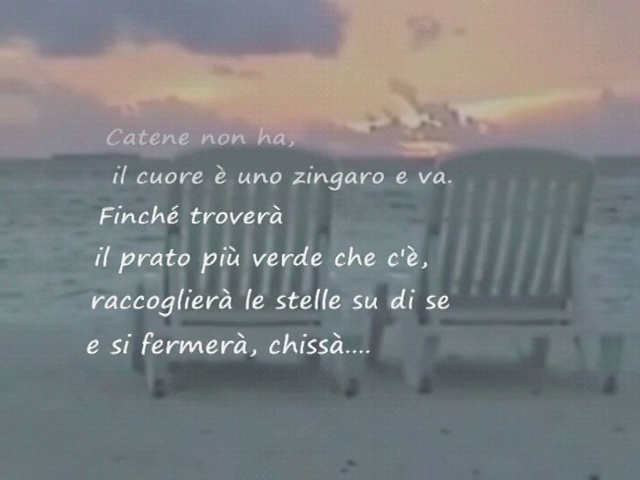 Catene non ha,
il cuore è uno zingaro e va.
Finché troverà
il prato più verde che c'è,
raccoglierà le stelle su di se
e si fermerà, chissà....